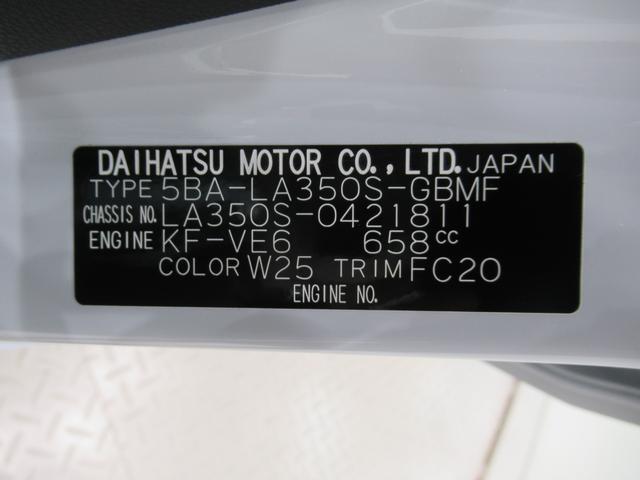 DAIHATSU MOTOR CO., LTD. JAPAN
TYPE 5BA-LA350S-GBMF
CHASSIS NO. LA350S-0421811
ENGINE KF-VE6 658cc
COLOR W25 TRIM FC20
ENGINE NO.